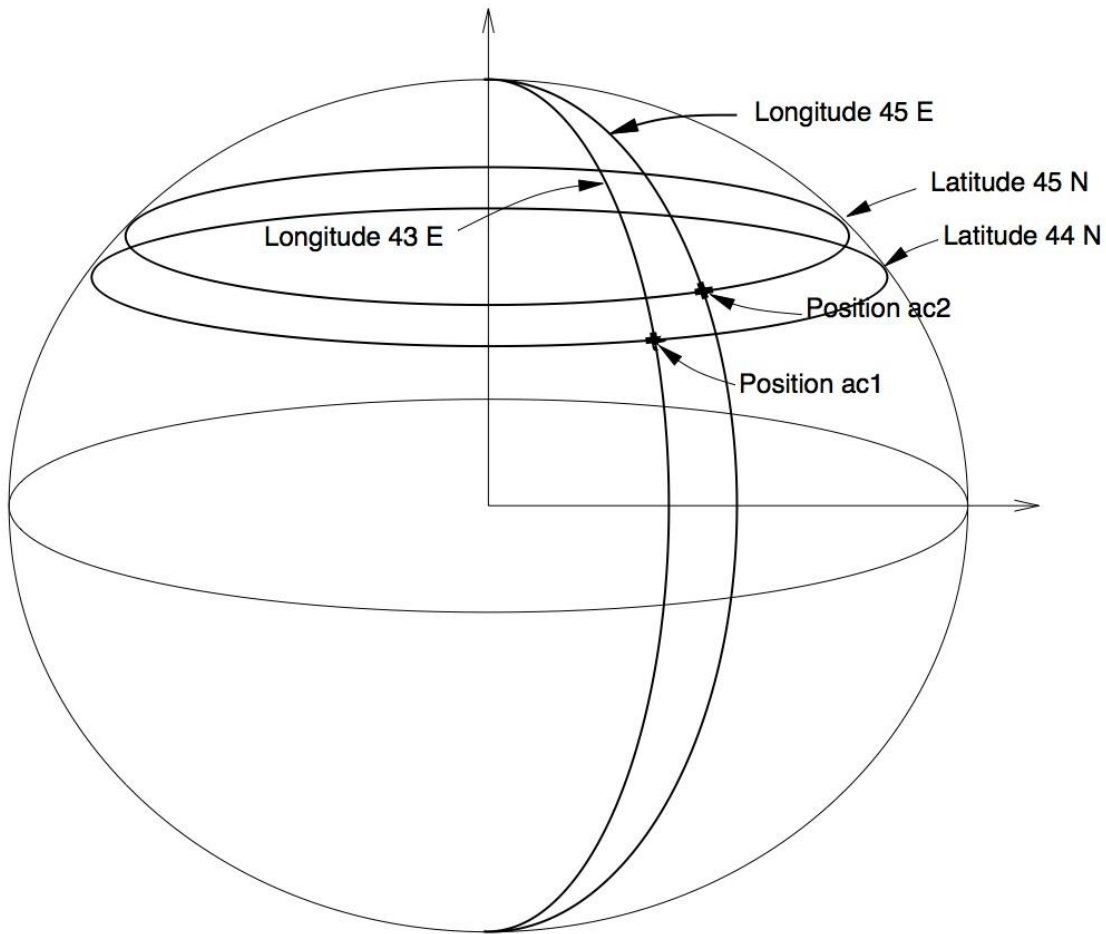 Longitude 45 E
Latitude 45 N
Longitude 43 E
Latitude 44 N
Position ac2
Position ac1